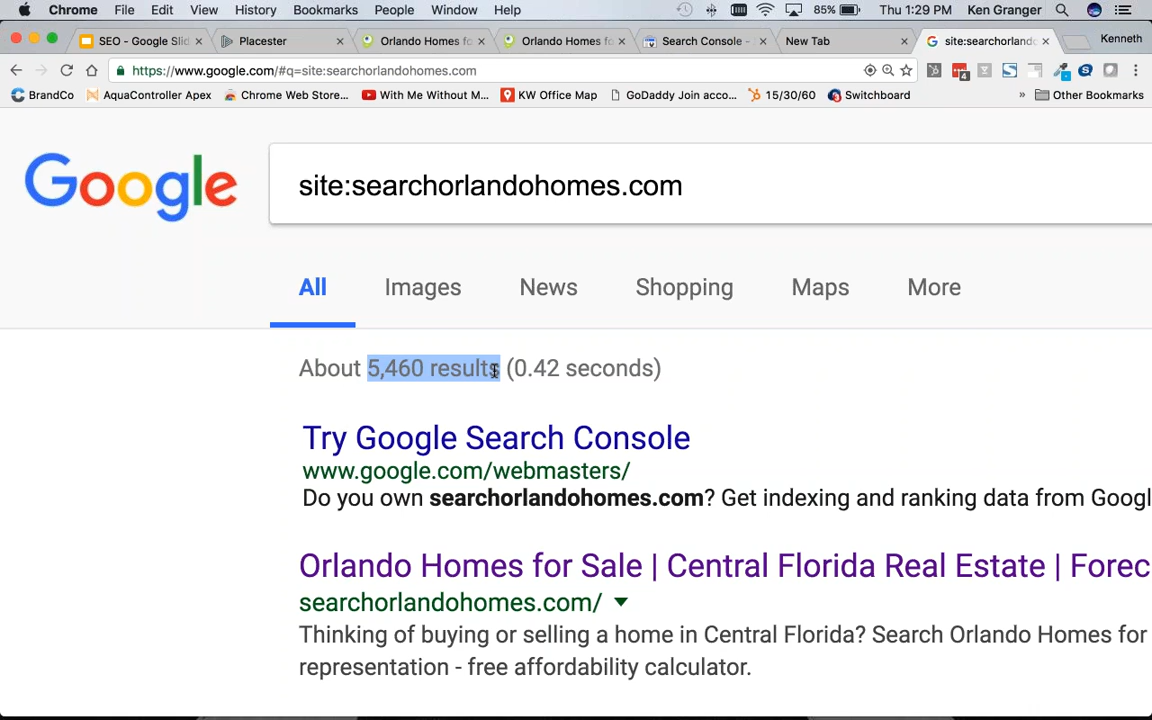 Chrome File Edit View History Bookmarks People Window Help 85% Thu 1:29 PM Ken Granger
SEO - Google Slid Placester Orlando Homes fo Orlando Homes fo Search Console - New Tab site:searchorlando Kenneth
https://www.google.com/#q=site:searchorlandohomes.com 4
BrandCo AquaController Apex Chrome Web Store... With Me Without M... KW Office Map GoDaddy Join acco... 15/30/60 Switchboard » Other Bookmarks
Google site:searchorlandohomes.com
All Images News Shopping Maps More
About 5,460 results (0.42 seconds)
Try Google Search Console
www.google.com/webmasters/
Do you own searchorlandohomes.com? Get indexing and ranking data from Googl
Orlando Homes for Sale | Central Florida Real Estate | Forec
searchorlandohomes.com/
Thinking of buying or selling a home in Central Florida? Search Orlando Homes for
representation - free affordability calculator.